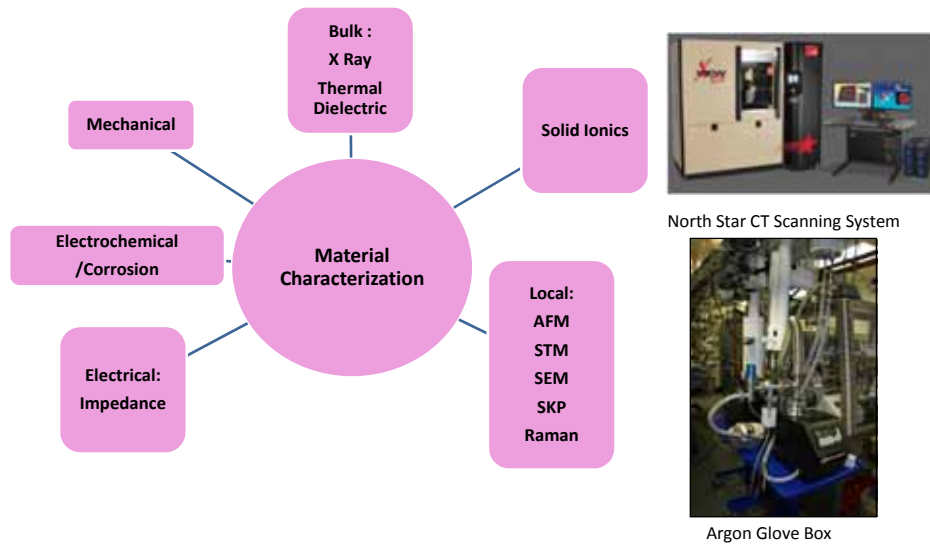 Bulk :
X Ray
Thermal
Dielectric
Mechanical
Solid Ionics
Electrochemical
/Corrosion
Material
Characterization
Electrical:
Impedance
Local:
AFM
STM
SEM
SKP
Raman
North Star CT Scanning System
Argon Glove Box